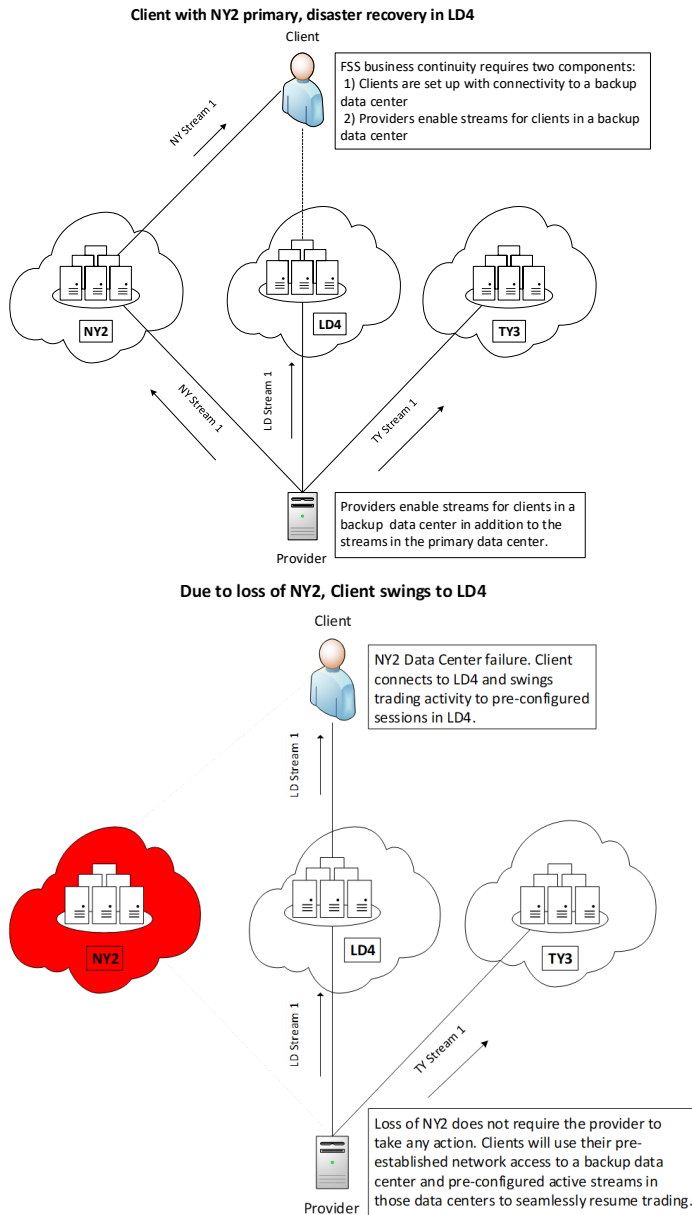 Client with NY2 primary, disaster recovery in LD4
Client
FSS business continuity requires two components:
1) Clients are set up with connectivity to a backup
data center
2) Providers enable streams for clients in a backup
data center
NY Stream 1
NY2
LD4
TY3
NY Stream 1
LD Stream 1
TY Stream 1
Providers enable streams for clients in a
backup data center in addition to the
streams in the primary data center.
Provider
Due to loss of NY2, Client swings to LD4
Client
NY2 Data Center failure. Client
connects to LD4 and swings
trading activity to pre-configured
sessions in LD4.
LD Stream 1
NY2
LD4
TY3
LD Stream 1
TY Stream 1
Loss of NY2 does not require the provider to
take any action. Clients will use their pre-
established network access to a backup data
center and pre-configured active streams in
those data centers to seamlessly resume trading.
Provider